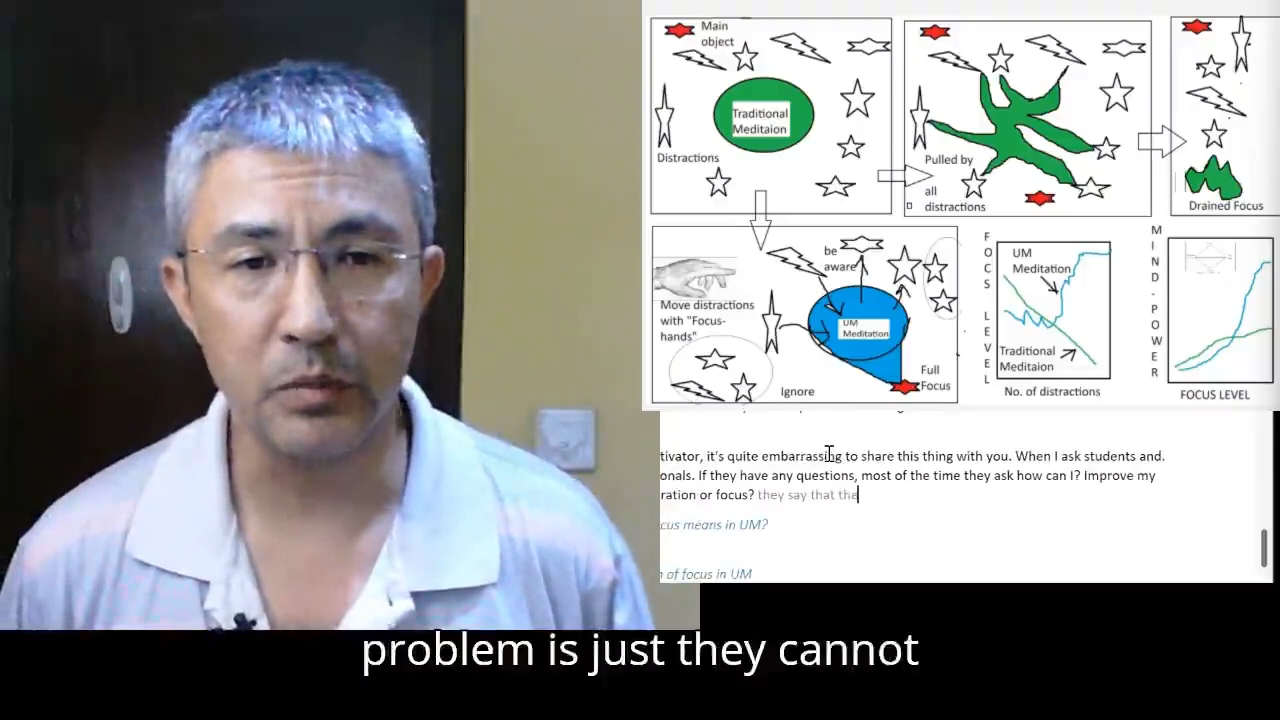 Main
object
Traditional
Meditaion
Distractions
Pulled by
all
distractions
Drained Focus
be
aware
Move distractions
with "Focus-
hands"
UM
Meditation
Ignore
Full
Focus
FOCS LEVEL
UM
Meditation
Traditional
Meditaion
No. of distractions
MIND-POWER
FOCUS LEVEL
tivator, it's quite embarrassing to share this thing with you. When I ask students and.
onals. If they have any questions, most of the time they ask how can I? Improve my
ration or focus? they say that the
cus means in UM?
of focus in UM
problem is just they cannot